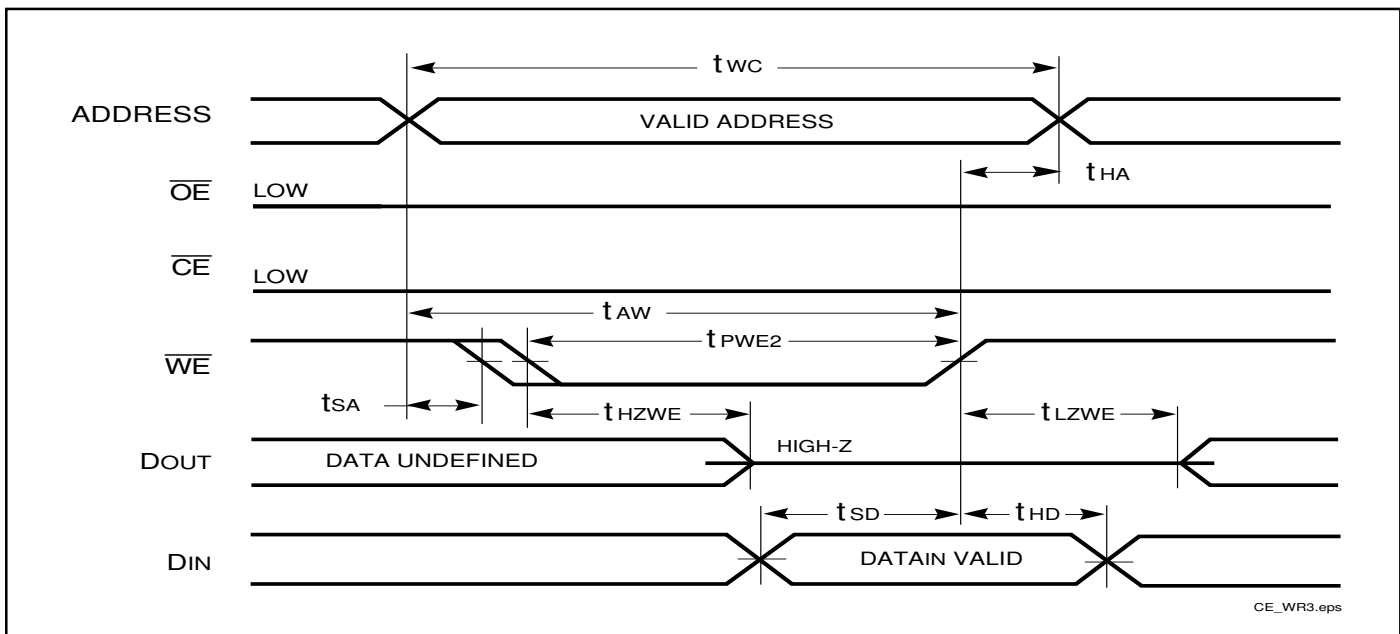 tWC
ADDRESS
VALID ADDRESS
tHA
OE
LOW
CE
LOW
tAW
WE
tPWE2
tSA
tHZWE
tLZWE
DOUT
DATA UNDEFINED
HIGH-Z
tSD
tHD
DIN
DATAIN VALID
CE_WR3.eps